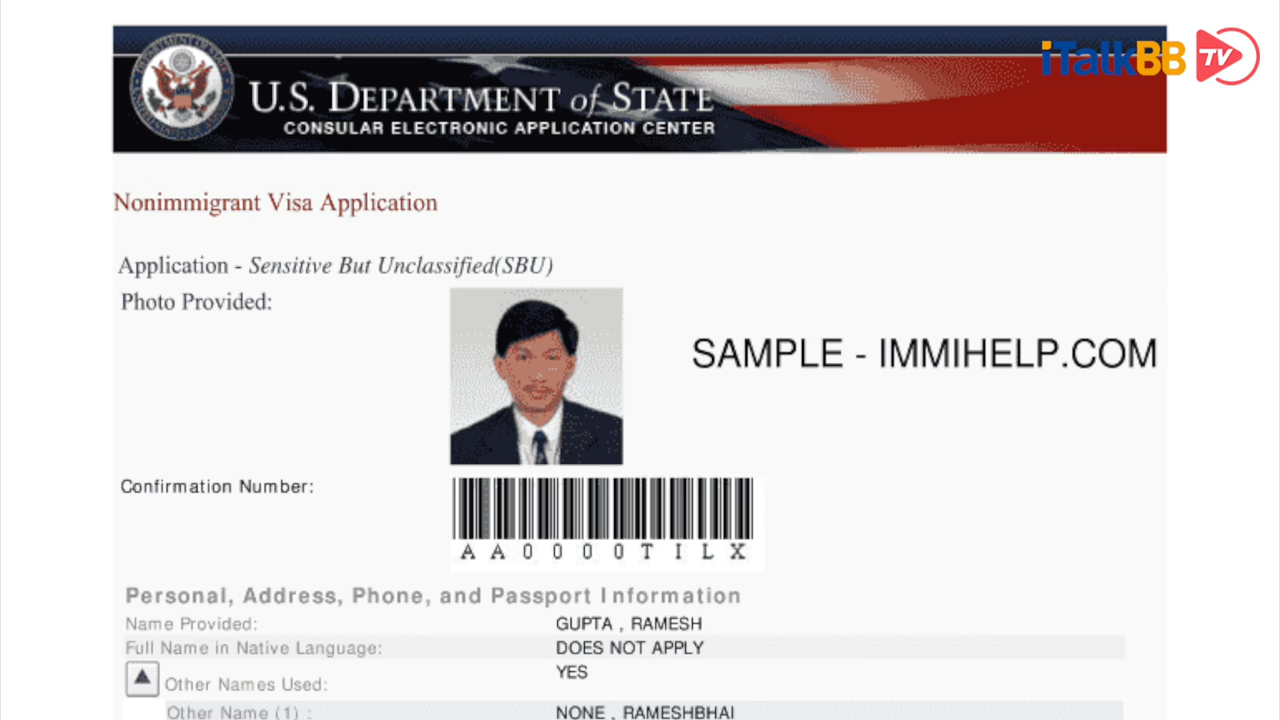 iTalkBB TV
U.S. DEPARTMENT of STATE
CONSULAR ELECTRONIC APPLICATION CENTER
Nonimmigrant Visa Application
Application - Sensitive But Unclassified(SBU)
Photo Provided:
SAMPLE - IMMIHELP.COM
Confirmation Number:
AA0000TILX
Personal, Address, Phone, and Passport Information
Name Provided: GUPTA , RAMESH
Full Name in Native Language: DOES NOT APPLY
Other Names Used: YES
Other Name (1) : NONE , RAMESHBHAI